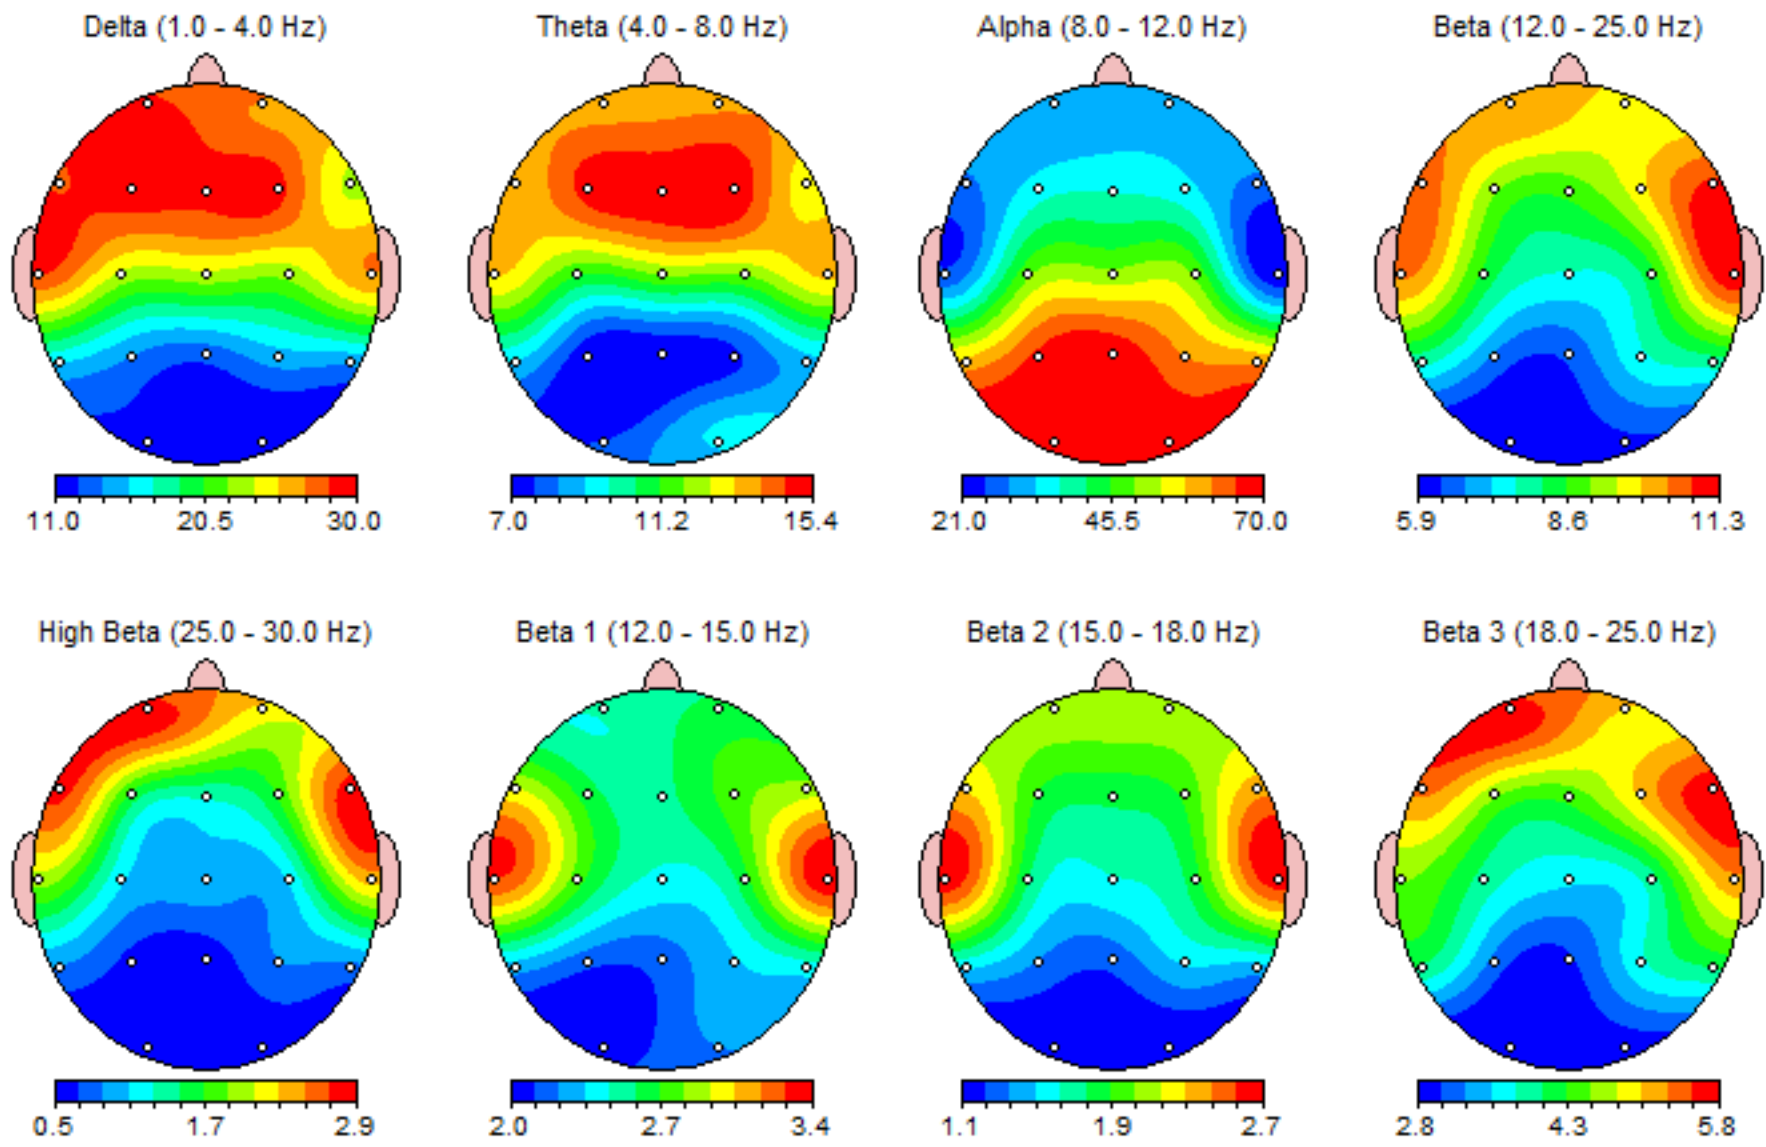 Delta (1.0 - 4.0 Hz)
Theta (4.0 - 8.0 Hz)
Alpha (8.0 - 12.0 Hz)
Beta (12.0 - 25.0 Hz)
11.0 20.5 30.0
7.0 11.2 15.4
21.0 45.5 70.0
5.9 8.6 11.3
High Beta (25.0 - 30.0 Hz)
Beta 1 (12.0 - 15.0 Hz)
Beta 2 (15.0 - 18.0 Hz)
Beta 3 (18.0 - 25.0 Hz)
0.5 1.7 2.9
2.0 2.7 3.4
1.1 1.9 2.7
2.8 4.3 5.8